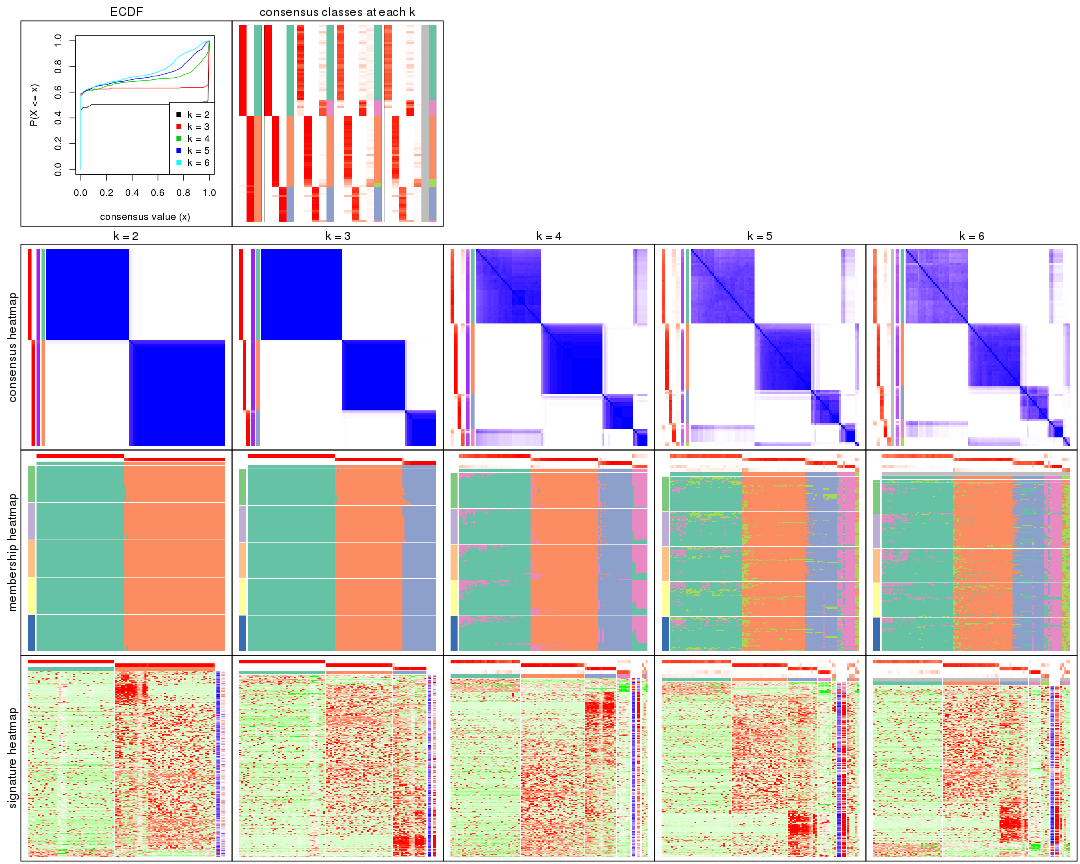 ECDF
consensus classes at each k
P(X <= x)
0.0 0.2 0.4 0.6 0.8 1.0
k = 2
k = 3
k = 4
k = 5
k = 6
0.0 0.2 0.4 0.6 0.8 1.0
consensus value (x)
k = 2
k = 3
k = 4
k = 5
k = 6
consensus heatmap
membership heatmap
signature heatmap